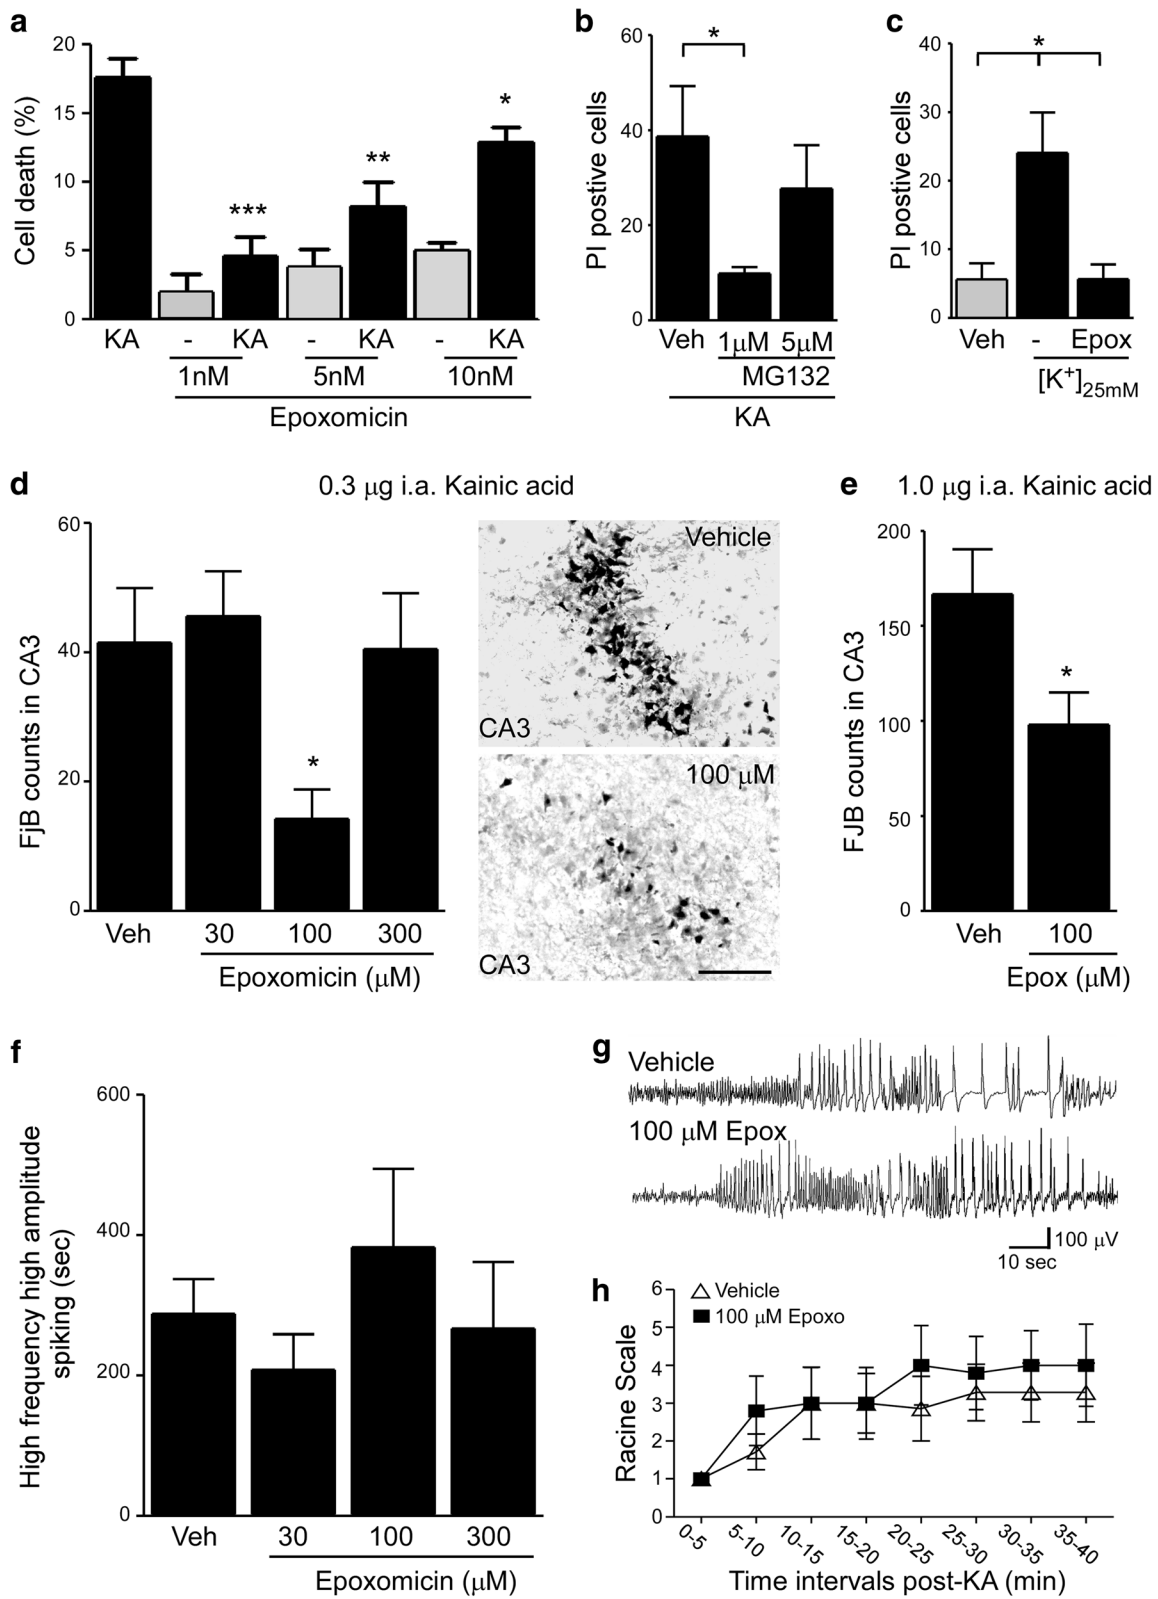 a
20
15
10
5
0
Cell death (%)
***
**
*
KA - KA - KA - KA
1nM 5nM 10nM
Epoxomicin
b
60
40
20
0
PI postive cells
*
Veh 1μM 5μM
MG132
KA
c
40
30
20
10
0
PI postive cells
*
Veh - Epox
[K+]25mM
d 0.3 μg i.a. Kainic acid
60
40
20
0
FjB counts in CA3
*
Veh 30 100 300
Epoxomicin (μM)
Vehicle
CA3
100 μM
CA3
e 1.0 μg i.a. Kainic acid
200
150
100
50
0
FJB counts in CA3
*
Veh 100
Epox (μM)
f
600
400
200
0
High frequency high amplitude
spiking (sec)
Veh 30 100 300
Epoxomicin (μM)
g
Vehicle
100 μM Epox
100 μV
10 sec
h
6
5
4
3
2
1
0
Racine Scale
Vehicle
100 μM Epoxo
0-5 5-10 10-15 15-20 20-25 25-30 30-35 35-40
Time intervals post-KA (min)